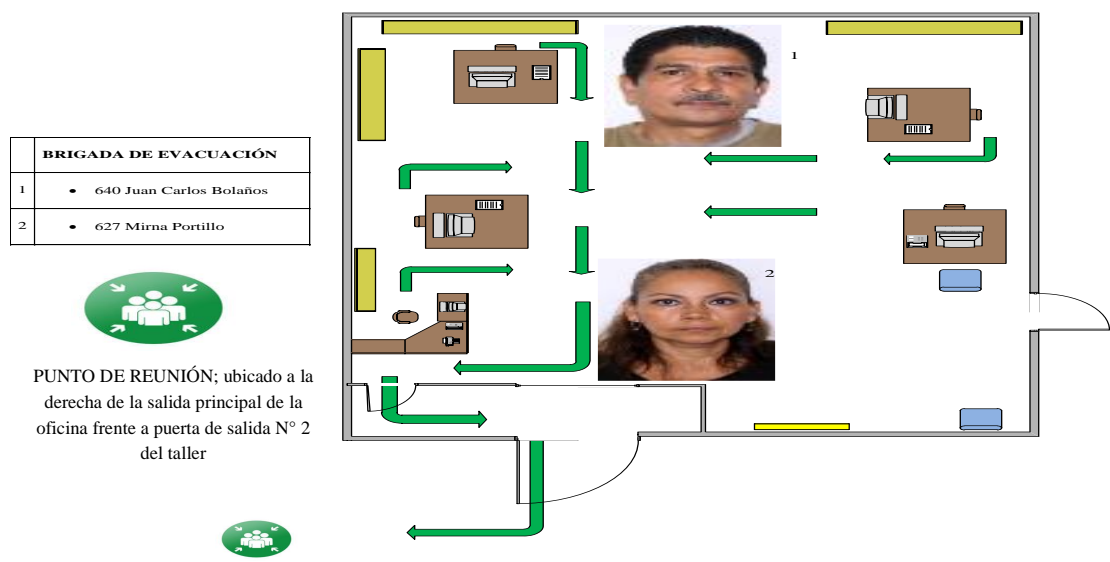 BRIGADA DE EVACUACIÓN
1 • 640 Juan Carlos Bolaños
2 • 627 Mirna Portillo
PUNTO DE REUNIÓN; ubicado a la
derecha de la salida principal de la
oficina frente a puerta de salida N° 2
del taller
1
2